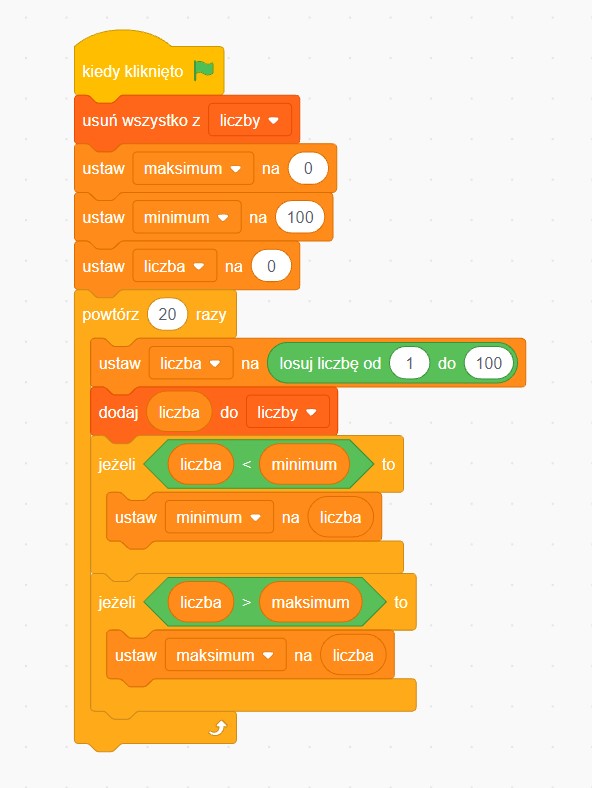 kiedy kliknięto
usuń wszystko z liczby
ustaw maksimum na 0
ustaw minimum na 100
ustaw liczba na 0
powtórz 20 razy
ustaw liczba na losuj liczbę od 1 do 100
dodaj liczba do liczby
jeżeli liczba < minimum to
ustaw minimum na liczba
jeżeli liczba > maksimum to
ustaw maksimum na liczba